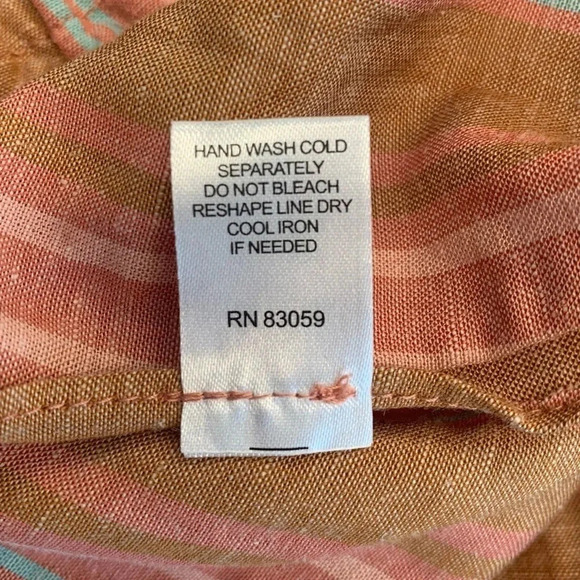 HAND WASH COLD
SEPARATELY
DO NOT BLEACH
RESHAPE LINE DRY
COOL IRON
IF NEEDED
RN 83059